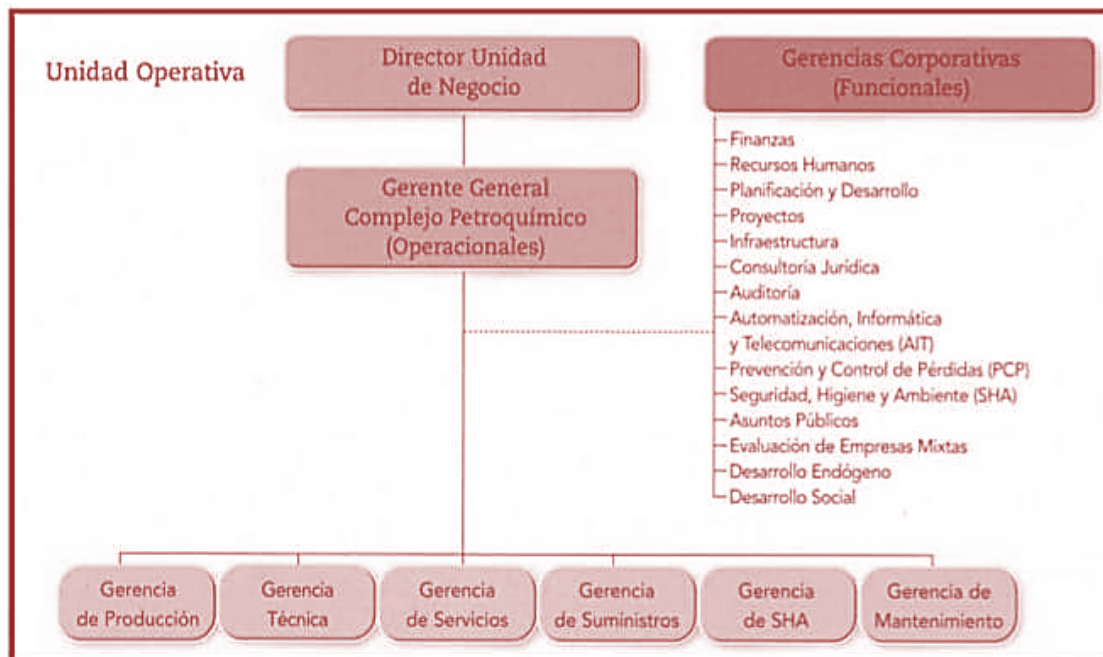 Unidad Operativa
Director Unidad
de Negocio
Gerente General
Complejo Petroquímico
(Operacionales)
Gerencias Corporativas
(Funcionales)
Finanzas
Recursos Humanos
Planificación y Desarrollo
Proyectos
Infraestructura
Consultoría Jurídica
Auditoría
Automatización, Informática
y Telecomunicaciones (AIT)
Prevención y Control de Pérdidas (PCP)
Seguridad, Higiene y Ambiente (SHA)
Asuntos Públicos
Evaluación de Empresas Mixtas
Desarrollo Endógeno
Desarrollo Social
Gerencia
de Producción
Gerencia
Técnica
Gerencia
de Servicios
Gerencia
de Suministros
Gerencia
de SHA
Gerencia de
Mantenimiento